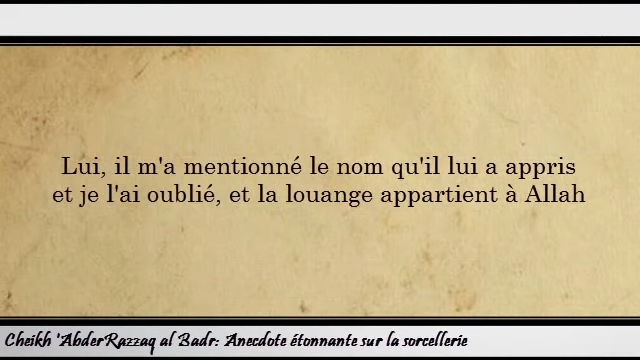 Lui, il m'a mentionné le nom qu'il lui a appris
et je l'ai oublié, et la louange appartient à Allah
Cheikh 'AbderRazzaq al Badr: Anecdote étonnante sur la sorcellerie